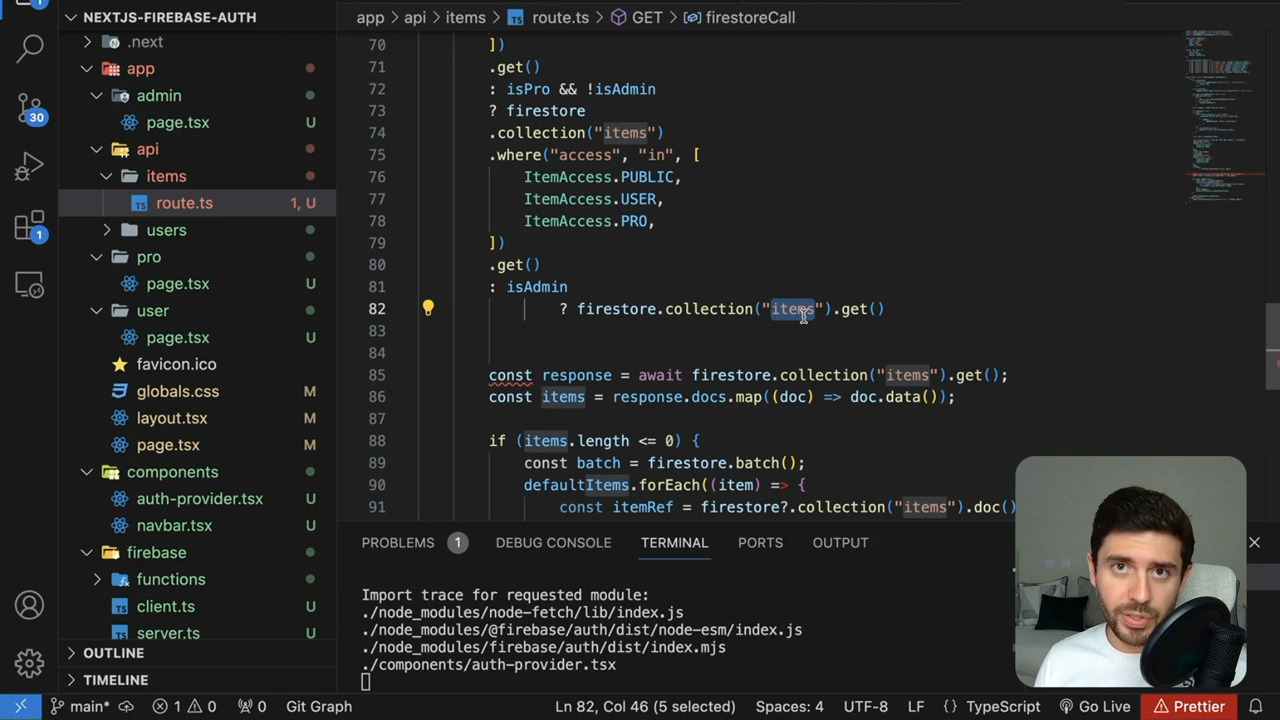 NEXTJS-FIREBASE-AUTH
.next
app
admin
page.tsx U
api
items
route.ts 1, U
users
pro
page.tsx U
user
page.tsx U
favicon.ico
globals.css M
layout.tsx M
page.tsx M
components
auth-provider.tsx U
navbar.tsx U
firebase
functions
client.ts U
server.ts U
OUTLINE
TIMELINE
30
1
app > api > items > TS route.ts > GET > firestoreCall
70 ])
71 .get()
72 : isPro && !isAdmin
73 ? firestore
74 .collection("items")
75 .where("access", "in", [
76 ItemAccess.PUBLIC,
77 ItemAccess.USER,
78 ItemAccess.PRO,
79 ])
80 .get()
81 : isAdmin
82 ? firestore.collection("items").get()
83
84
85 const response = await firestore.collection("items").get();
86 const items = response.docs.map((doc) => doc.data());
87
88 if (items.length <= 0) {
89 const batch = firestore.batch();
90 defaultItems.forEach((item) => {
91 const itemRef = firestore?.collection("items").doc()
PROBLEMS 1 DEBUG CONSOLE TERMINAL PORTS OUTPUT
Import trace for requested module:
./node_modules/node-fetch/lib/index.js
./node_modules/@firebase/auth/dist/node-esm/index.js
./node_modules/firebase/auth/dist/index.mjs
./components/auth-provider.tsx
main* 1 0 0 Git Graph Ln 82, Col 46 (5 selected) Spaces: 4 UTF-8 LF {} TypeScript Go Live Prettier